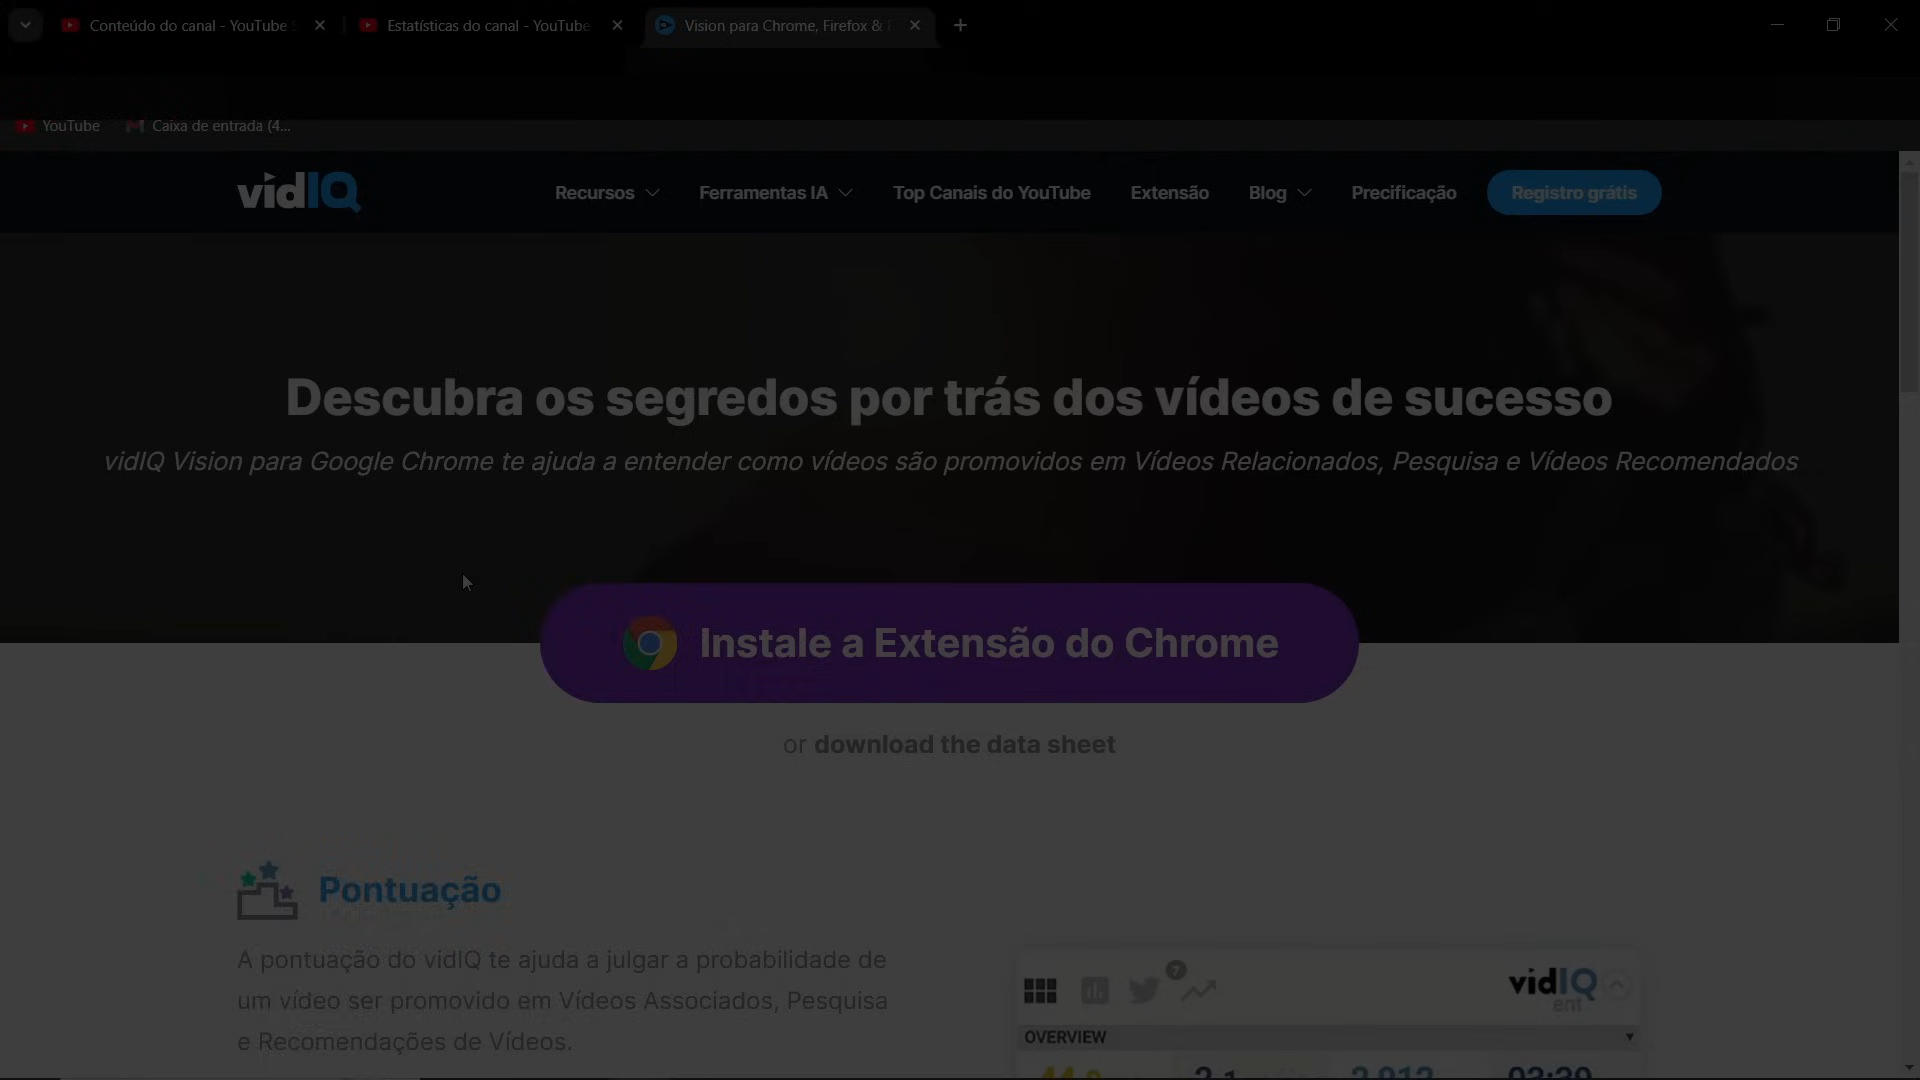 Conteúdo do canal - YouTube
Estatísticas do canal - YouTube
Vision para Chrome, Firefox &
YouTube
Caixa de entrada (4...
vidIQ
Recursos
Ferramentas IA
Top Canais do YouTube
Extensão
Blog
Precificação
Registro grátis
Descubra os segredos por trás dos vídeos de sucesso
vidIQ Vision para Google Chrome te ajuda a entender como vídeos são promovidos em Vídeos Relacionados, Pesquisa e Vídeos Recomendados
Instale a Extensão do Chrome
or download the data sheet
Pontuação
A pontuação do vidIQ te ajuda a julgar a probabilidade de
um vídeo ser promovido em Vídeos Associados, Pesquisa
e Recomendações de Vídeos.
7
vidIQ
ent
OVERVIEW